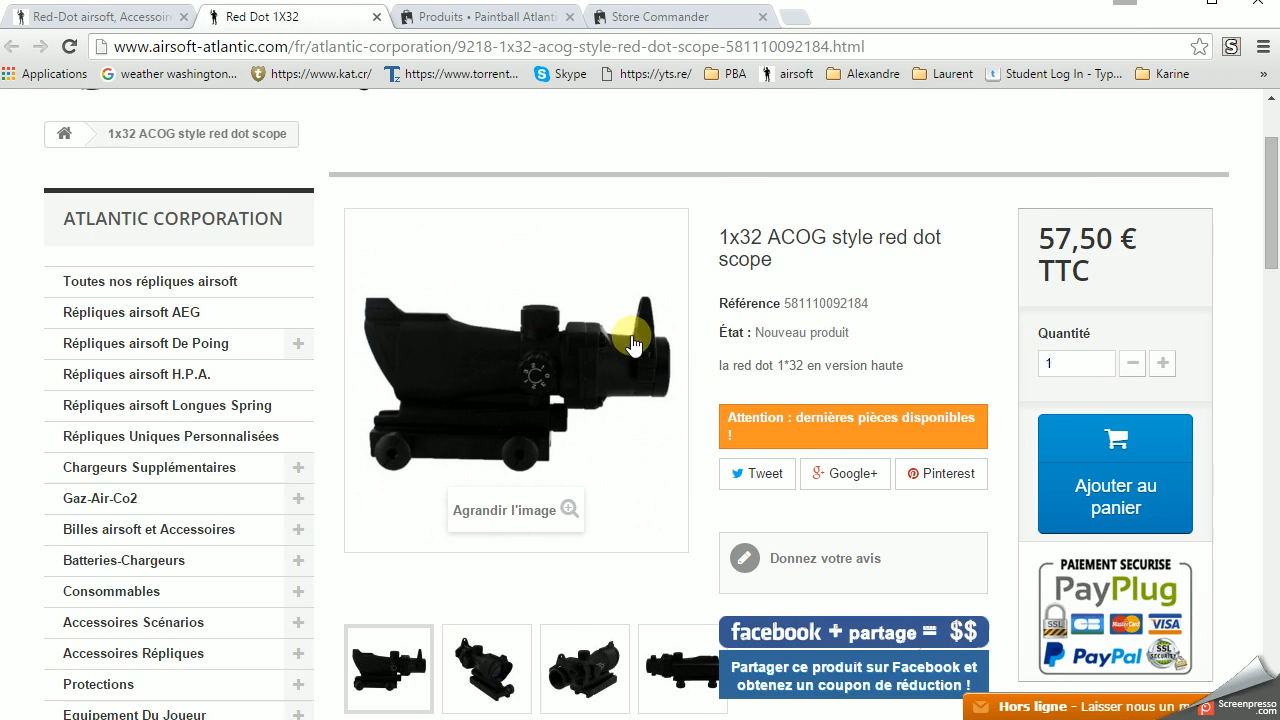 Red-Dot airsoft, Accessoir
Red Dot 1X32
Produits • Paintball Atlant
Store Commander
www.airsoft-atlantic.com/fr/atlantic-corporation/9218-1x32-acog-style-red-dot-scope-581110092184.html
Applications
weather washington...
https://www.kat.cr/
https://www.torrent...
Skype
https://yts.re/
PBA
airsoft
Alexandre
Laurent
Student Log In - Typ...
Karine
»
1x32 ACOG style red dot scope
ATLANTIC CORPORATION
Toutes nos répliques airsoft
Répliques airsoft AEG
Répliques airsoft De Poing
Répliques airsoft H.P.A.
Répliques airsoft Longues Spring
Répliques Uniques Personnalisées
Chargeurs Supplémentaires
Gaz-Air-Co2
Billes airsoft et Accessoires
Batteries-Chargeurs
Consommables
Accessoires Scénarios
Accessoires Répliques
Protections
Equipement Du Joueur
Agrandir l'image
1x32 ACOG style red dot
scope
Référence 581110092184
État : Nouveau produit
la red dot 1*32 en version haute
Attention : dernières pièces disponibles
!
Tweet
Google+
Pinterest
Donnez votre avis
facebook + partage = $$
Partager ce produit sur Facebook et
obtenez un coupon de réduction !
57,50 €
TTC
Quantité
1
Ajouter au
panier
PAIEMENT SECURISE
PayPlug
SSL
CB
MasterCard
VISA
PayPal
SSL
SECURITY
Hors ligne - Laisser nous un m
Screenpresso
.com